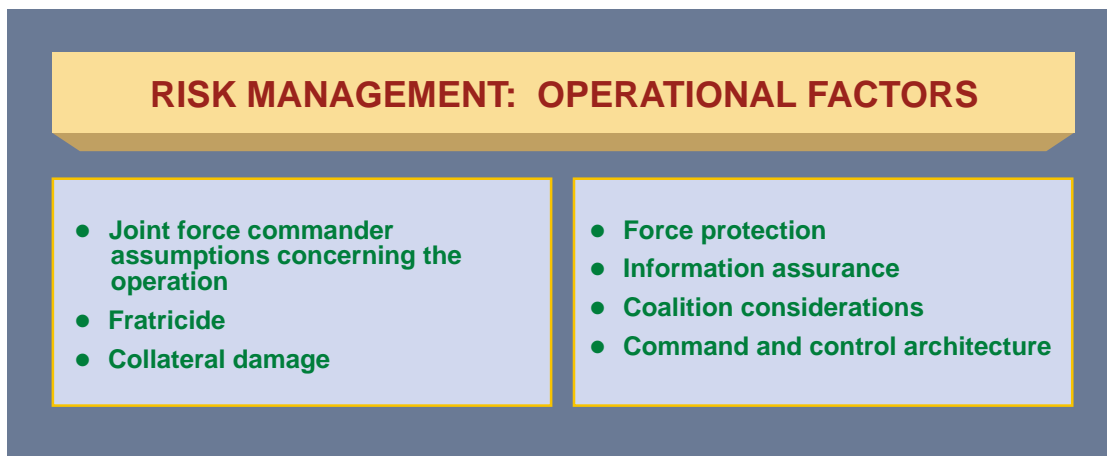 RISK MANAGEMENT: OPERATIONAL FACTORS
● Joint force commander
assumptions concerning the
operation
● Fratricide
● Collateral damage
● Force protection
● Information assurance
● Coalition considerations
● Command and control architecture